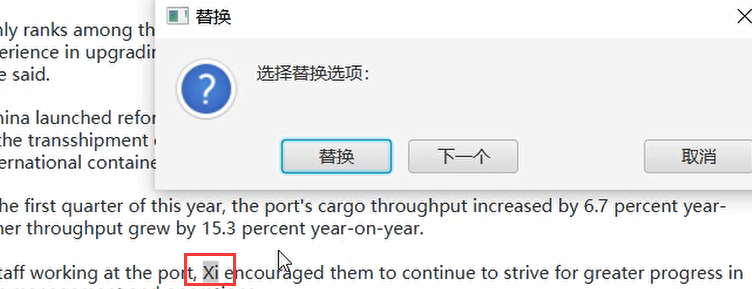 替换
nly ranks among th
erience in upgradin
e said.
选择替换选项：
hina launched refor
the transshipment
ernational containe
替换 下一个 取消
he first quarter of this year, the port's cargo throughput increased by 6.7 percent year-
ner throughput grew by 15.3 percent year-on-year.
taff working at the port, Xi encouraged them to continue to strive for greater progress in